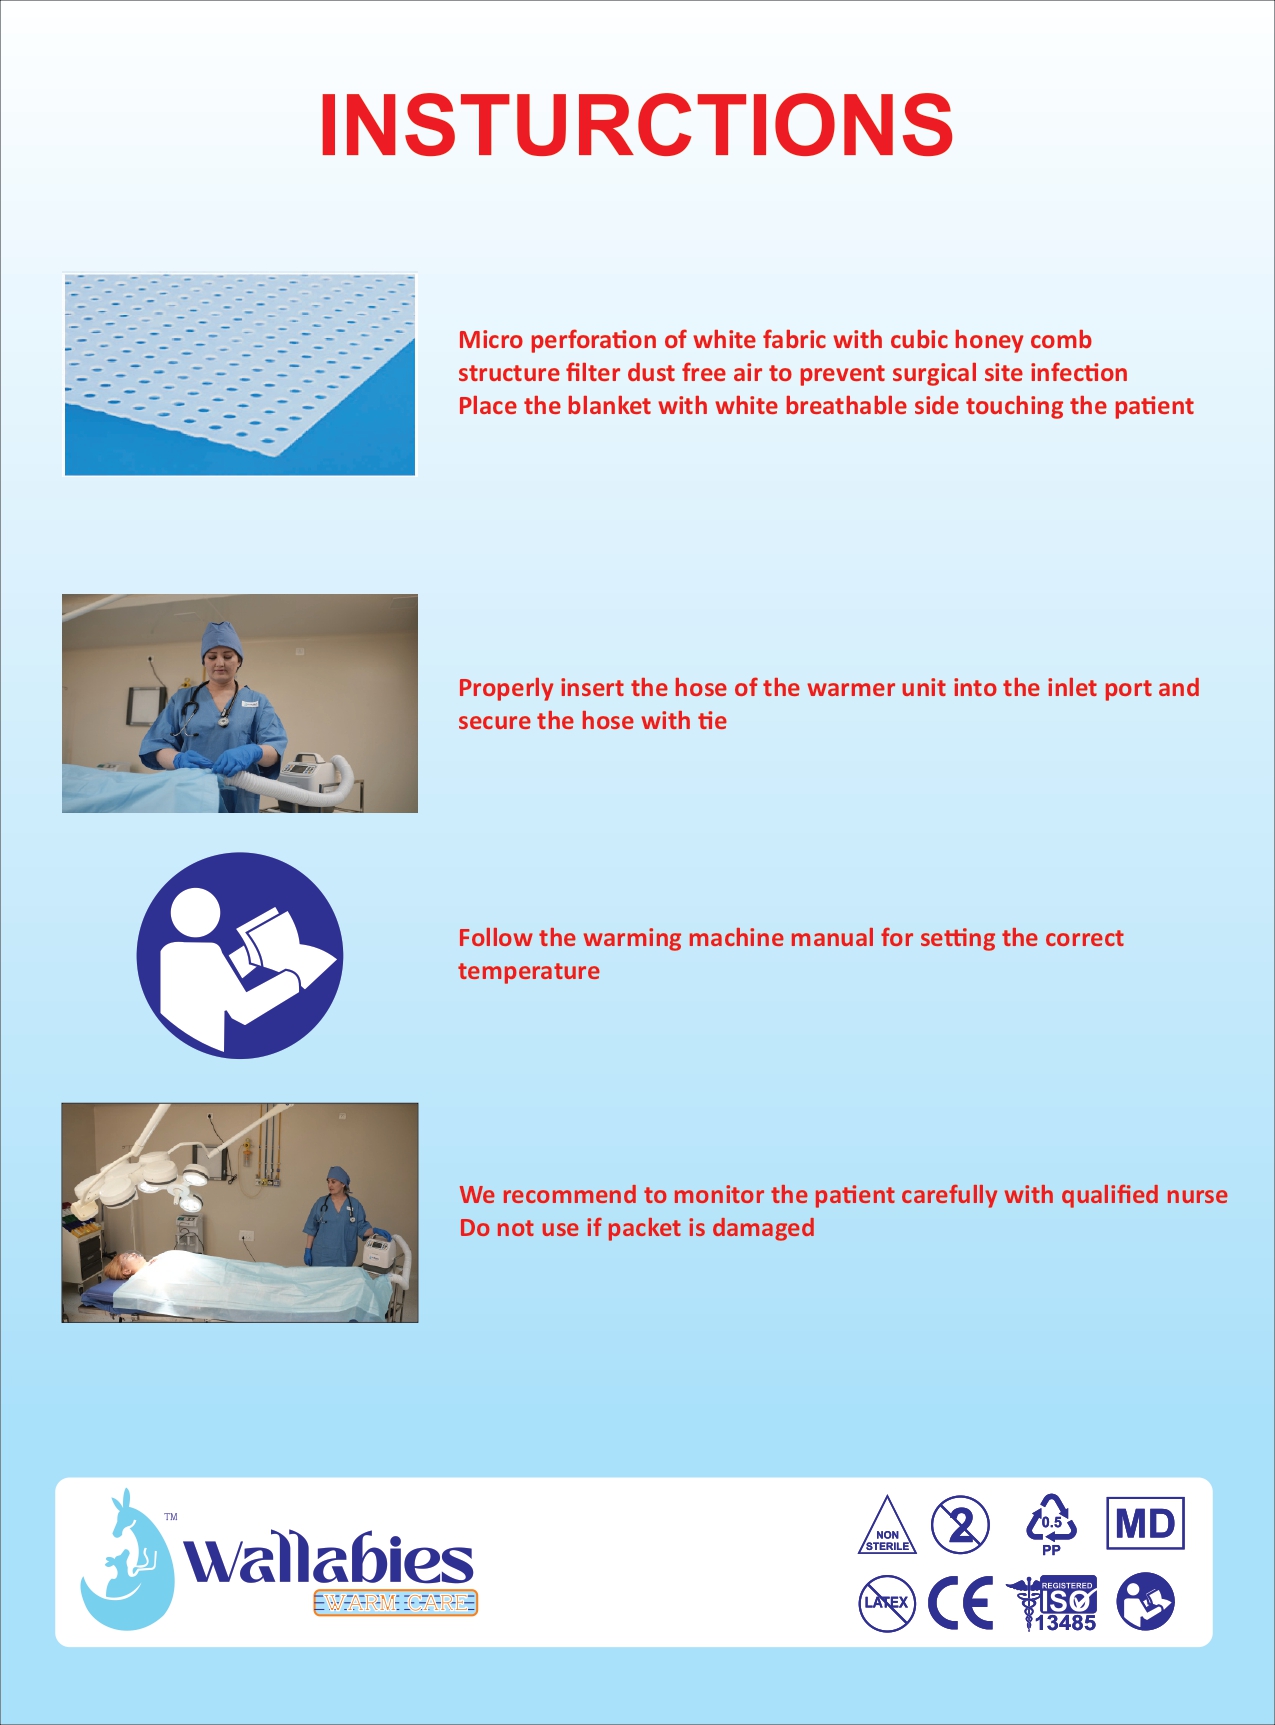 INSTURCTIONS
Micro perforation of white fabric with cubic honey comb
structure filter dust free air to prevent surgical site infection
Place the blanket with white breathable side touching the patient
Properly insert the hose of the warmer unit into the inlet port and
secure the hose with tie
Follow the warming machine manual for setting the correct
temperature
We recommend to monitor the patient carefully with qualified nurse
Do not use if packet is damaged
TM
Wallabies
WARM CARE
NON
STERILE
2
0.5
PP
MD
LATEX
CE
REGISTERED
ISO
13485